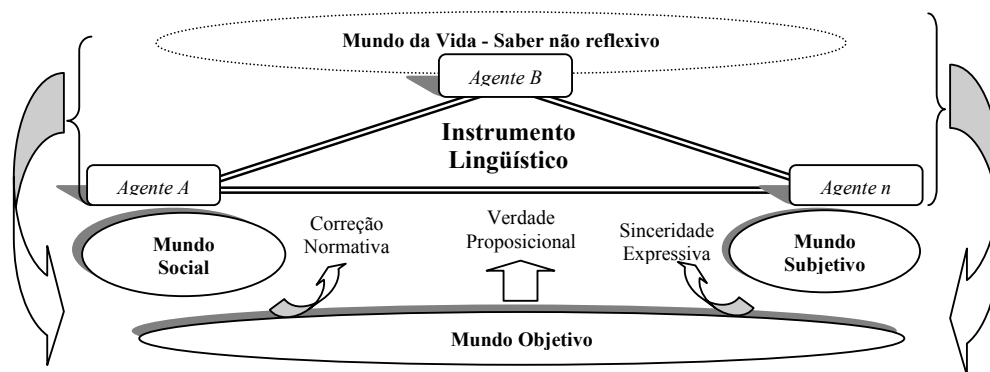 Mundo da Vida - Saber não reflexivo
Agente B
Instrumento
Lingüístico
Agente A
Agente n
Correção
Normativa
Verdade
Proposicional
Sinceridade
Expressiva
Mundo
Social
Mundo
Subjetivo
Mundo Objetivo